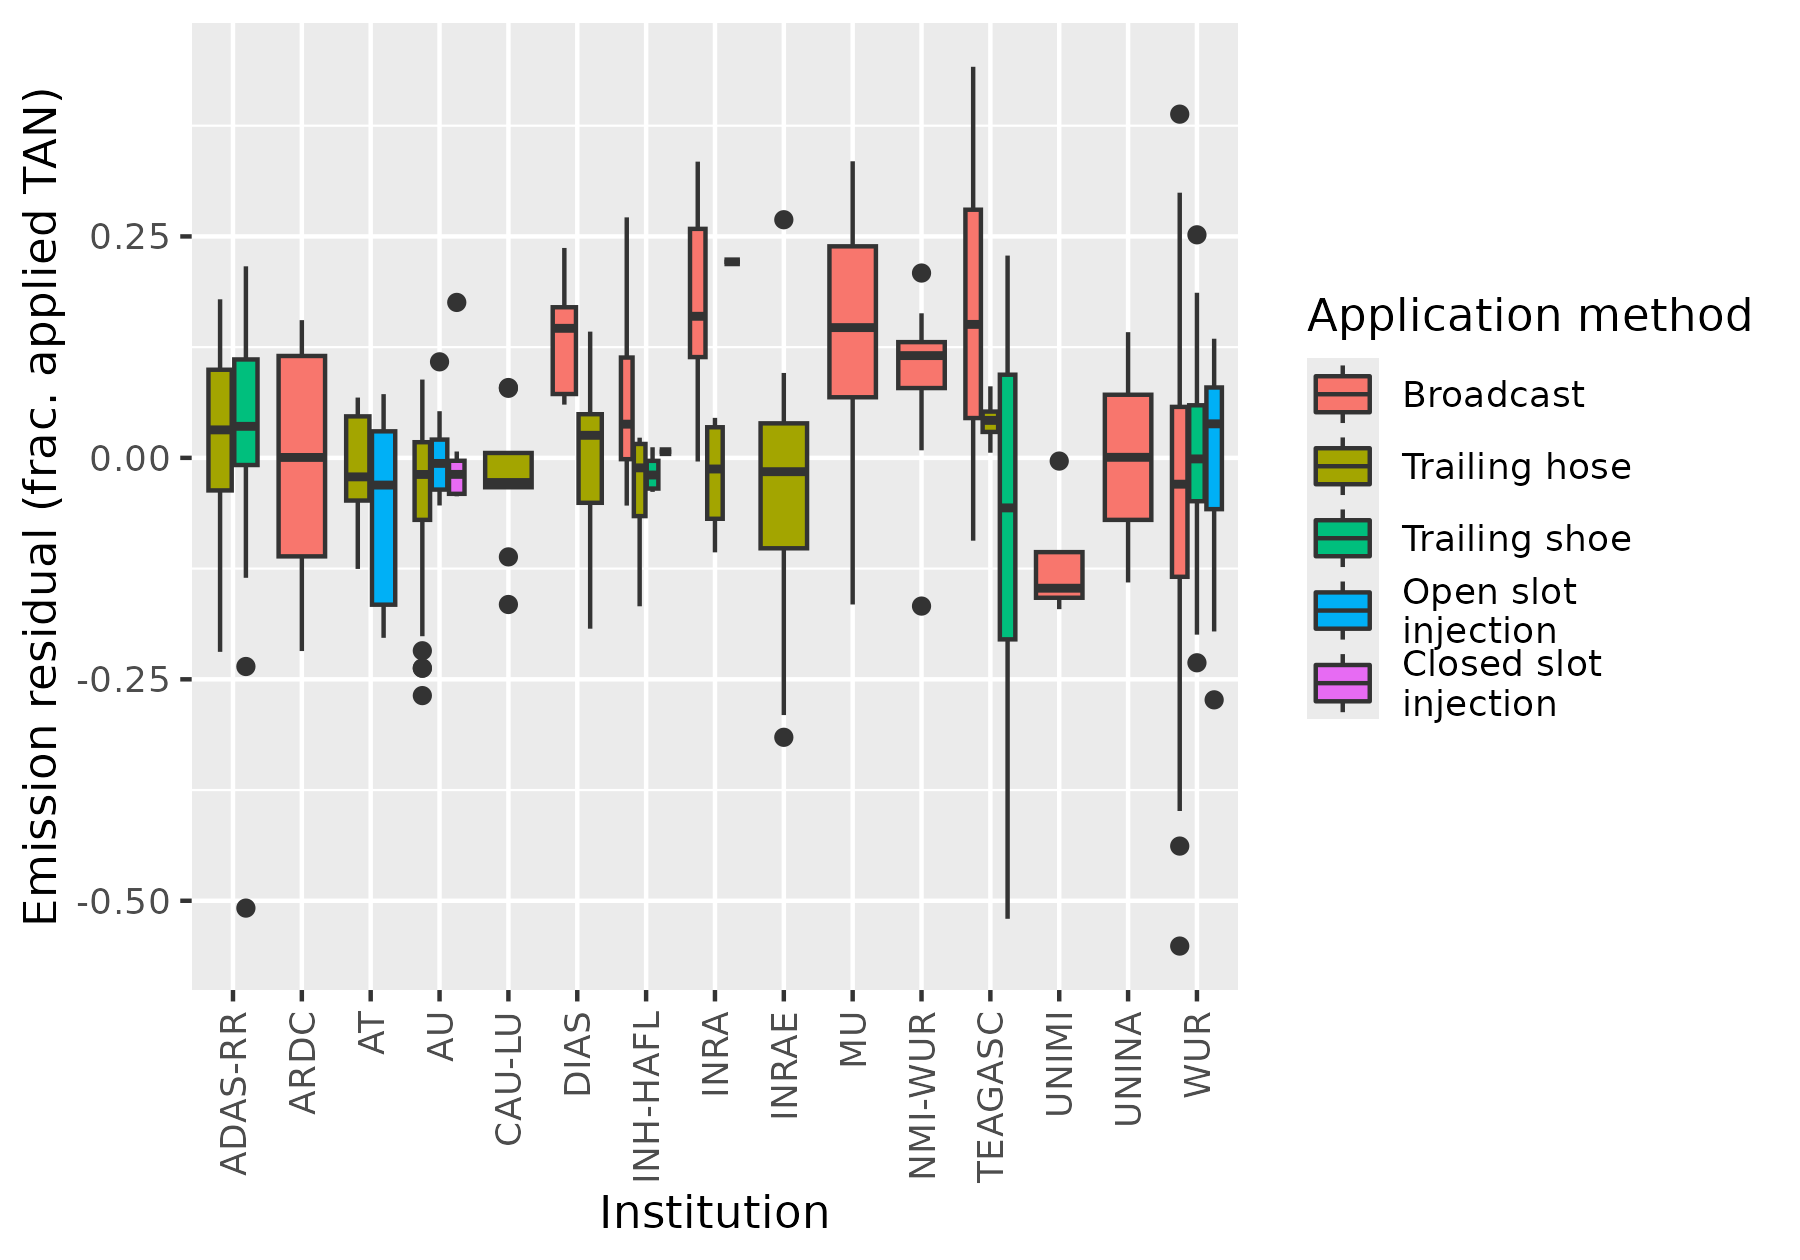 Emission residual (frac. applied TAN)
0.25
0.00
-0.25
-0.50
ADAS-RR
ARDC
AT
AU
CAU-LU
DIAS
INH-HAFL
INRA
INRAE
MU
NMI-WUR
TEAGASC
UNIMI
UNINA
WUR
Institution
Application method
Broadcast
Trailing hose
Trailing shoe
Open slot
injection
Closed slot
injection